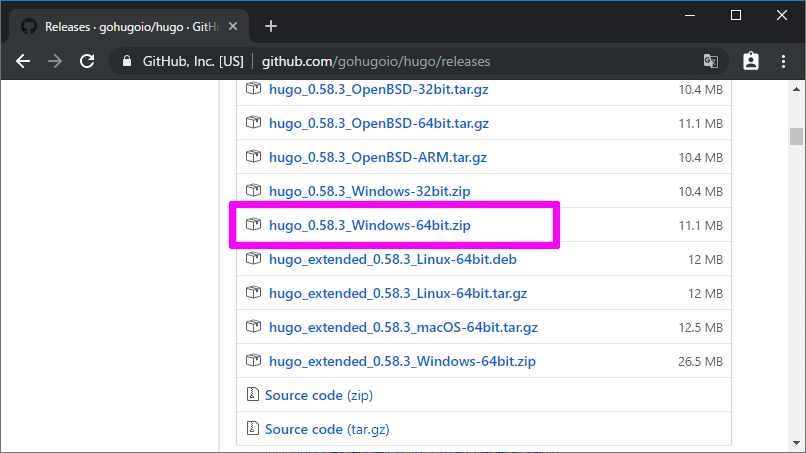 Releases · gohugoio/hugo · GitHu
GitHub, Inc. [US] github.com/gohugoio/hugo/releases
hugo_0.58.3_OpenBSD-32bit.tar.gz 10.4 MB
hugo_0.58.3_OpenBSD-64bit.tar.gz 11.1 MB
hugo_0.58.3_OpenBSD-ARM.tar.gz 10.4 MB
hugo_0.58.3_Windows-32bit.zip 10.4 MB
hugo_0.58.3_Windows-64bit.zip 11.1 MB
hugo_extended_0.58.3_Linux-64bit.deb 12 MB
hugo_extended_0.58.3_Linux-64bit.tar.gz 12 MB
hugo_extended_0.58.3_macOS-64bit.tar.gz 12.5 MB
hugo_extended_0.58.3_Windows-64bit.zip 26.5 MB
Source code (zip)
Source code (tar.gz)